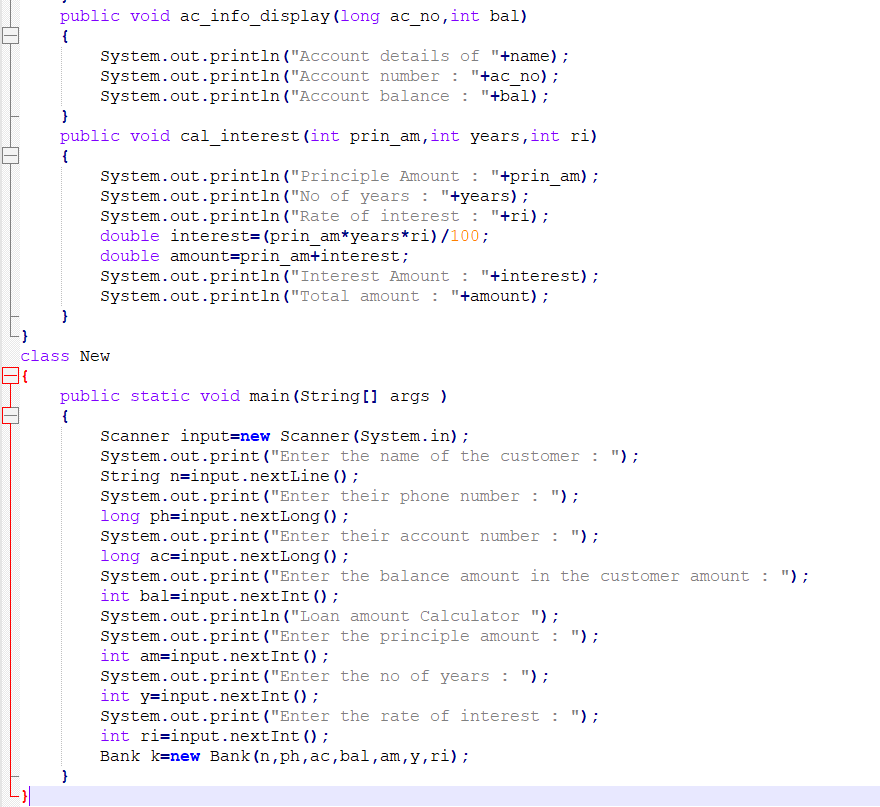 public void ac_info_display(long ac_no,int bal)
{
System.out.println("Account details of "+name);
System.out.println("Account number : "+ac_no);
System.out.println("Account balance : "+bal);
}
public void cal_interest(int prin_am,int years,int ri)
{
System.out.println("Principle Amount : "+prin_am);
System.out.println("No of years : "+years);
System.out.println("Rate of interest : "+ri);
double interest=(prin_am*years*ri)/100;
double amount=prin_am+interest;
System.out.println("Interest Amount : "+interest);
System.out.println("Total amount : "+amount);
}
}
class New
{
public static void main(String[] args )
{
Scanner input=new Scanner(System.in);
System.out.print("Enter the name of the customer : ");
String n=input.nextLine();
System.out.print("Enter their phone number : ");
long ph=input.nextLong();
System.out.print("Enter their account number : ");
long ac=input.nextLong();
System.out.print("Enter the balance amount in the customer amount : ");
int bal=input.nextInt();
System.out.println("Loan amount Calculator ");
System.out.print("Enter the principle amount : ");
int am=input.nextInt();
System.out.print("Enter the no of years : ");
int y=input.nextInt();
System.out.print("Enter the rate of interest : ");
int ri=input.nextInt();
Bank k=new Bank(n,ph,ac,bal,am,y,ri);
}
}